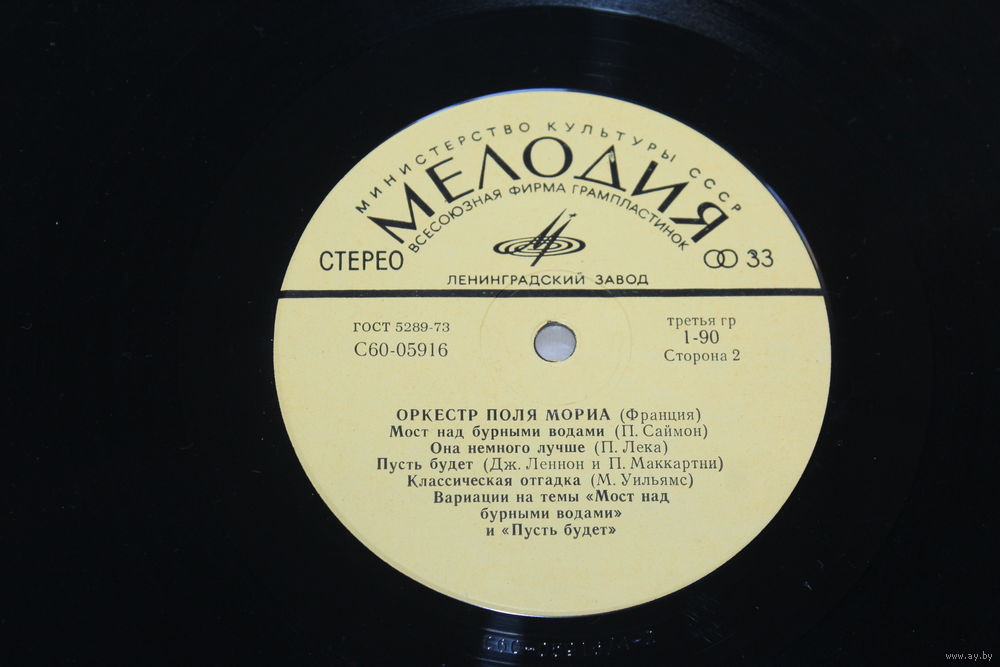 МИНИСТЕРСТВО КУЛЬТУРЫ СССР
МЕЛОДИЯ
ВСЕСОЮЗНАЯ ФИРМА ГРАМПЛАСТИНОК
СТЕРЕО
33
ЛЕНИНГРАДСКИЙ ЗАВОД
ГОСТ 5289-73
С60-05916
третья гр
1-90
Сторона 2
ОРКЕСТР ПОЛЯ МОРИА (Франция)
Мост над бурными водами (П. Саймон)
Она немного лучше (П. Лека)
Пусть будет (Дж. Леннон и П. Маккартни)
Классическая отгадка (М. Уильямс)
Вариации на темы «Мост над
бурными водами»
и «Пусть будет»
www.ay.by